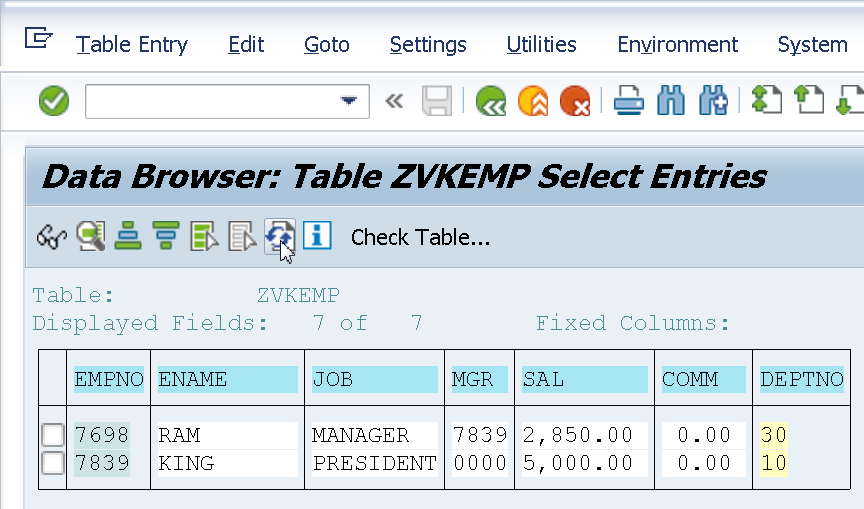 Table Entry Edit Goto Settings Utilities Environment System
Data Browser: Table ZVKEMP Select Entries
Check Table...
Table: ZVKEMP
Displayed Fields: 7 of 7 Fixed Columns:
EMPNO ENAME JOB MGR SAL COMM DEPTNO
7698 RAM MANAGER 7839 2,850.00 0.00 30
7839 KING PRESIDENT 0000 5,000.00 0.00 10